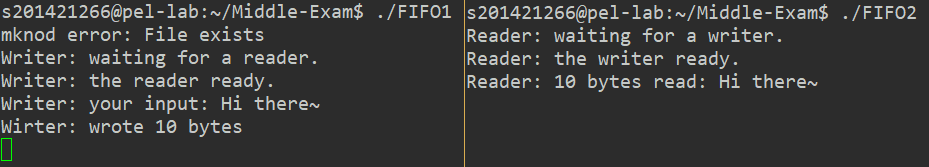 s201421266@pel-lab:~/Middle-Exam$ ./FIFO1
mknod error: File exists
Writer: waiting for a reader.
Writer: the reader ready.
Writer: your input: Hi there~
Wirter: wrote 10 bytes
s201421266@pel-lab:~/Middle-Exam$ ./FIFO2
Reader: waiting for a writer.
Reader: the writer ready.
Reader: 10 bytes read: Hi there~